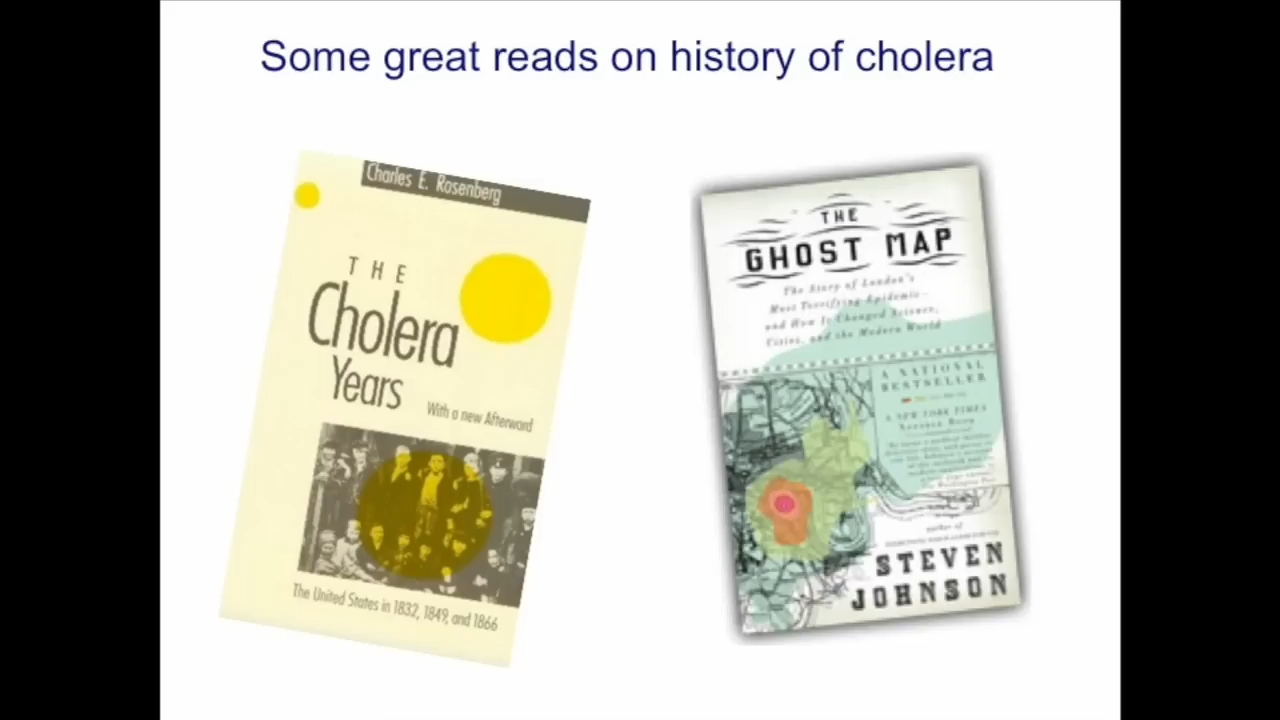 Some great reads on history of cholera
Charles E. Rosenberg
THE
Cholera
Years
With a new Afterword
The United States in 1832, 1849, and 1866
THE
GHOST MAP
The Story of London's
Most Terrifying Epidemic—
and How It Changed Science,
Cities, and the Modern World
A NATIONAL
BESTSELLER
A NEW YORK TIMES
author of
STEVEN
JOHNSON